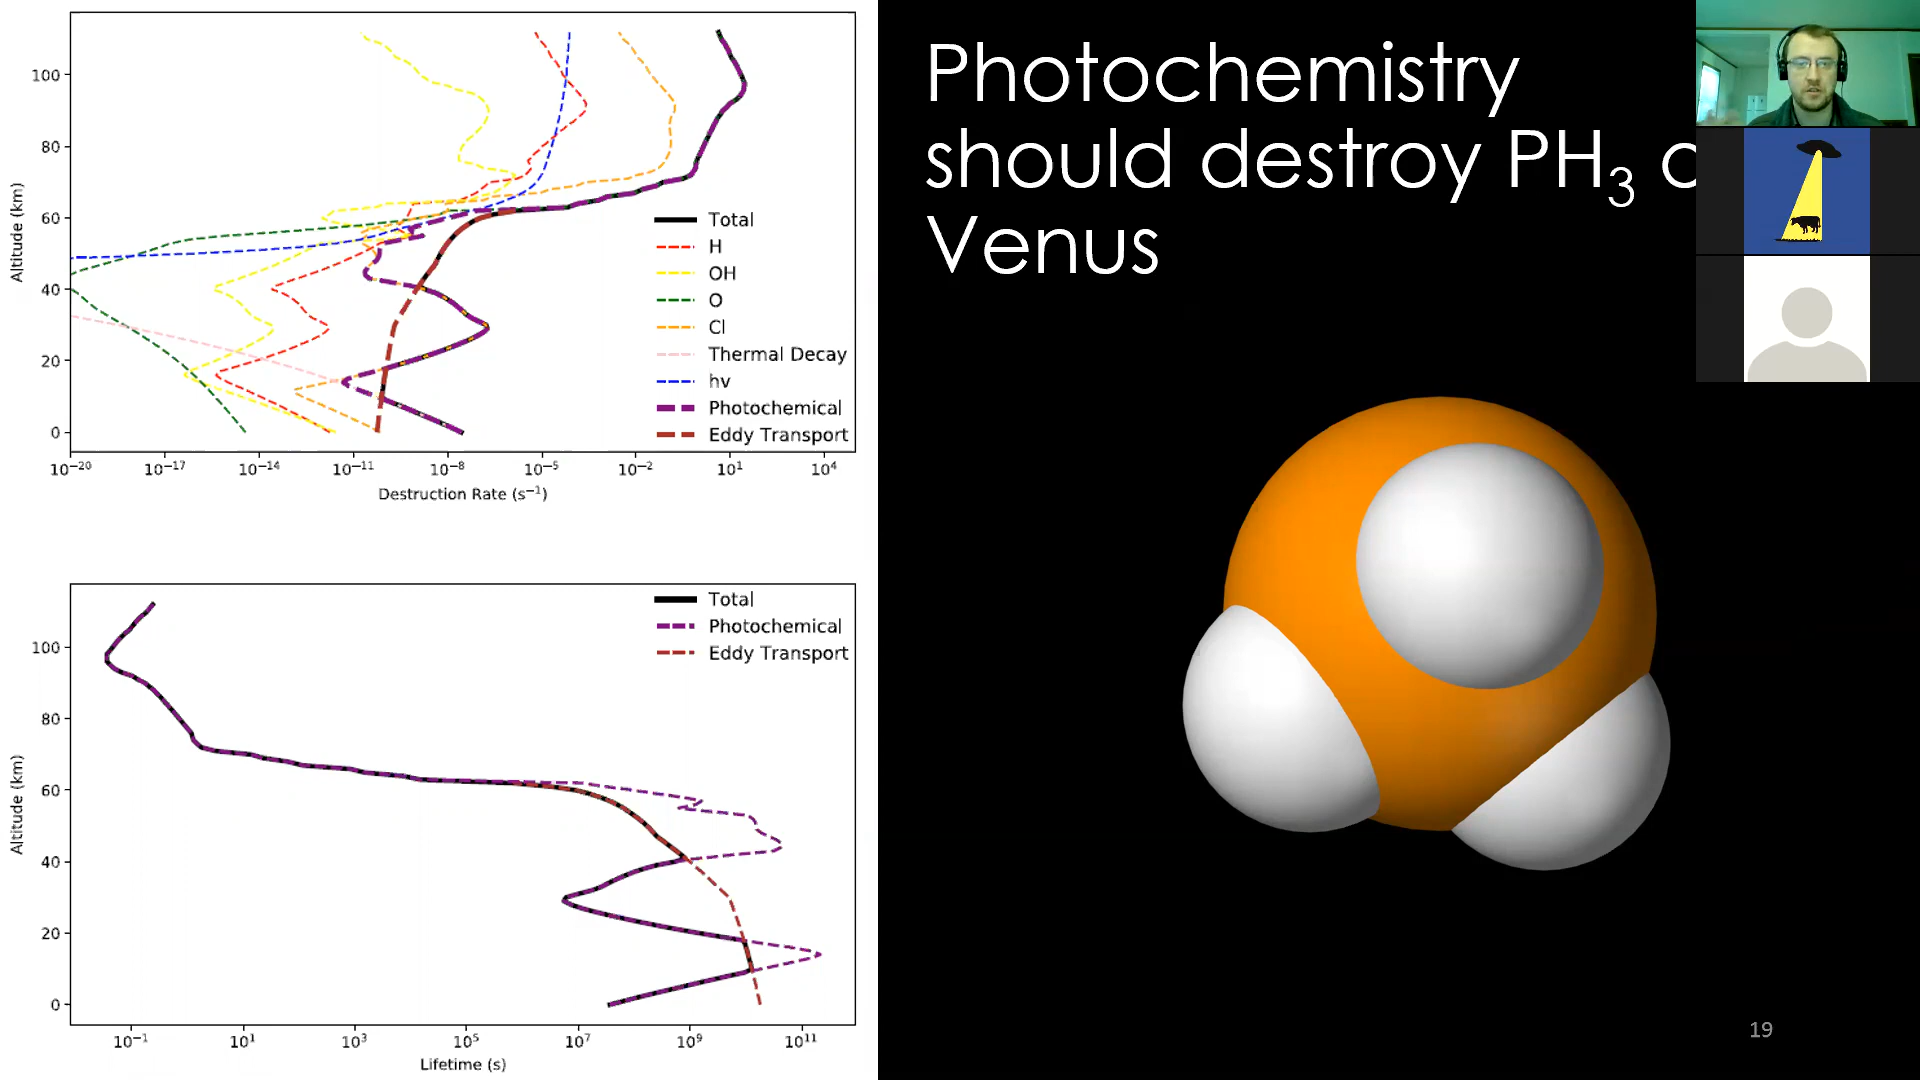 Photochemistry
should destroy PH₃
Venus
Altitude (km)
100
80
60
40
20
0
Total
H
OH
O
Cl
Thermal Decay
hv
Photochemical
Eddy Transport
10⁻²⁰ 10⁻¹⁷ 10⁻¹⁴ 10⁻¹¹ 10⁻⁸ 10⁻⁵ 10⁻² 10¹ 10⁴
Destruction Rate (s⁻¹)
Altitude (km)
100
80
60
40
20
0
Total
Photochemical
Eddy Transport
10⁻¹ 10¹ 10³ 10⁵ 10⁷ 10⁹ 10¹¹
Lifetime (s)
19